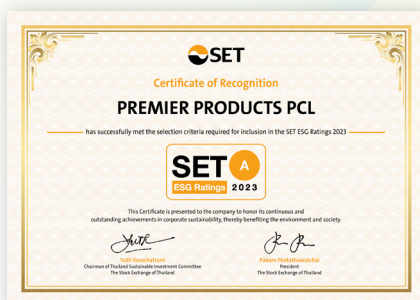 SET
Certificate of Recognition
PREMIER PRODUCTS PCL
has successfully met the selection criteria required for inclusion in the SET ESG Ratings 2023
SET A
ESG Ratings 2023
This Certificate is presented to the company to honor its continuous and
outstanding achievements in corporate sustainability, thereby benefiting the environment and society.
Yuth Worachattarn
Chairman of Thailand Sustainable Investment Committee
The Stock Exchange of Thailand
Pakorn Peetathawatchai
President
The Stock Exchange of Thailand